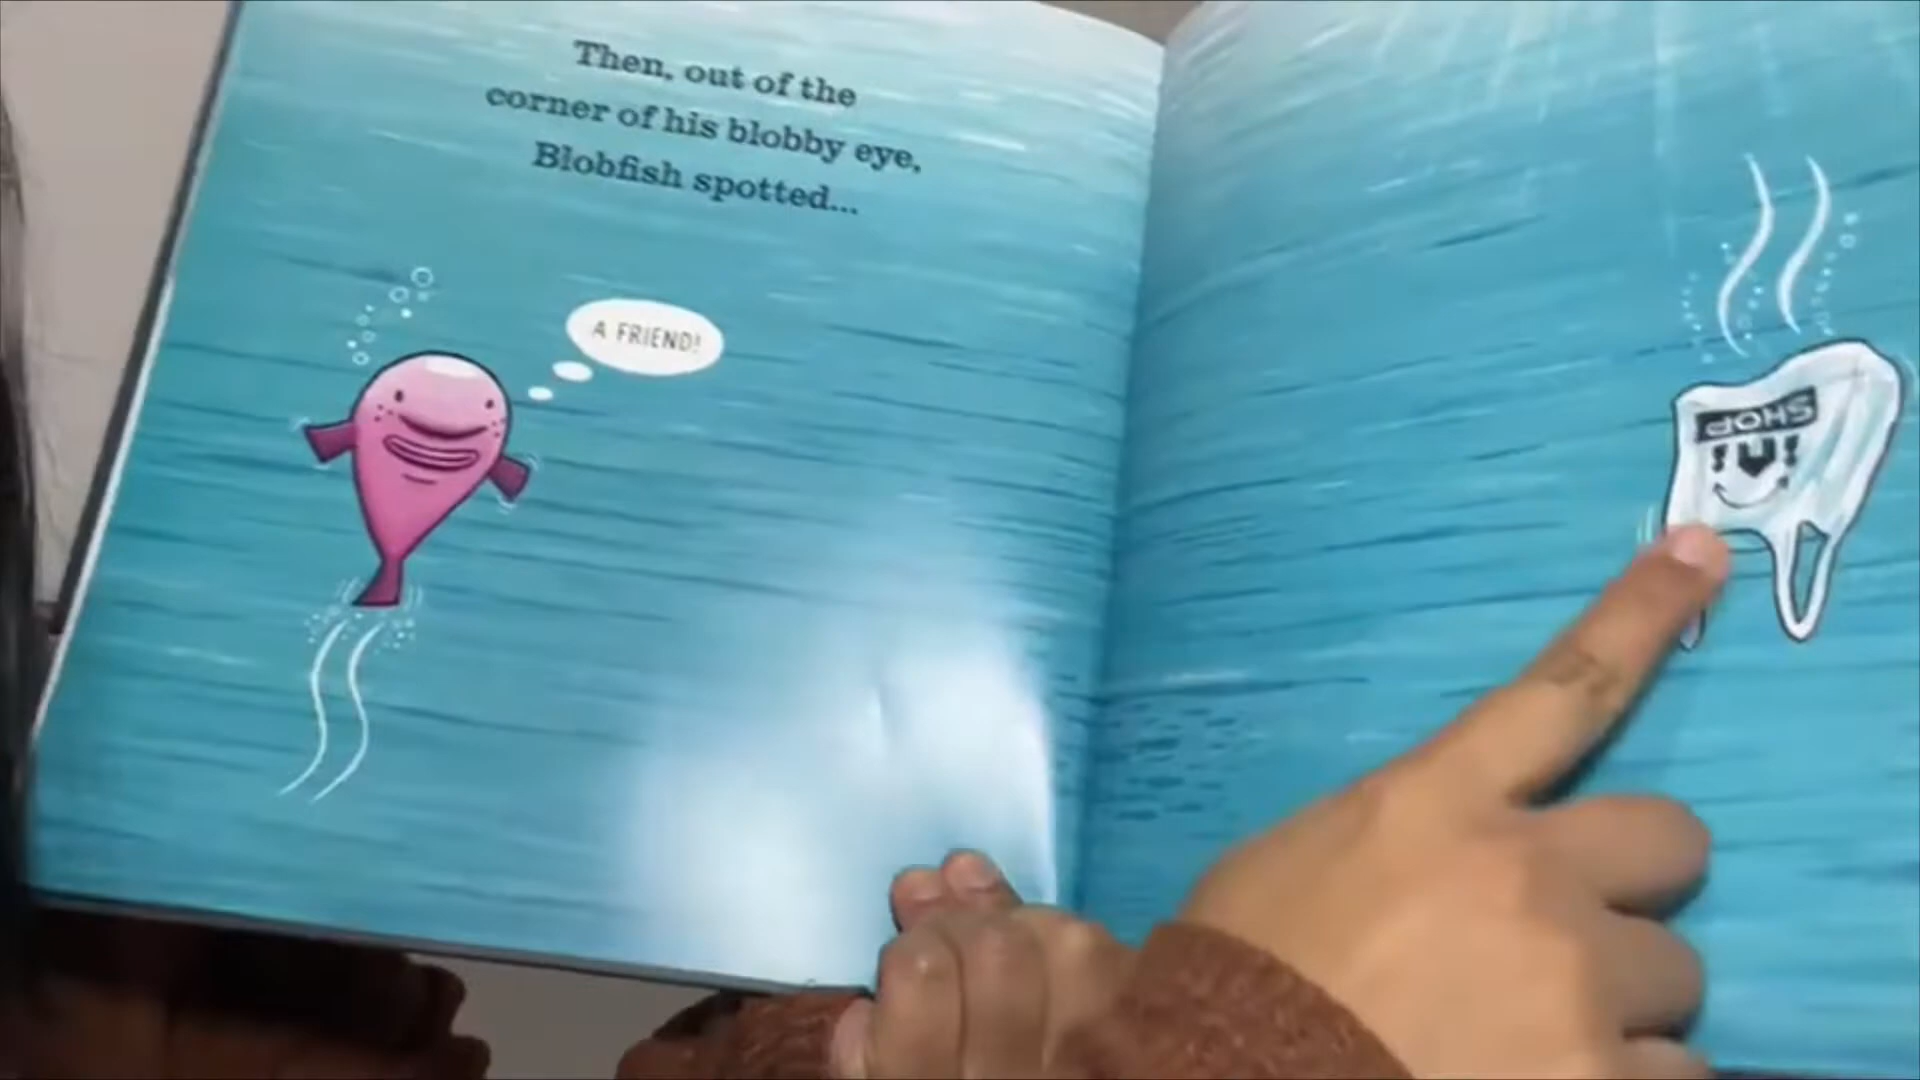 Then, out of the
corner of his blobby eye,
Blobfish spotted...
A FRIEND!
SHOP